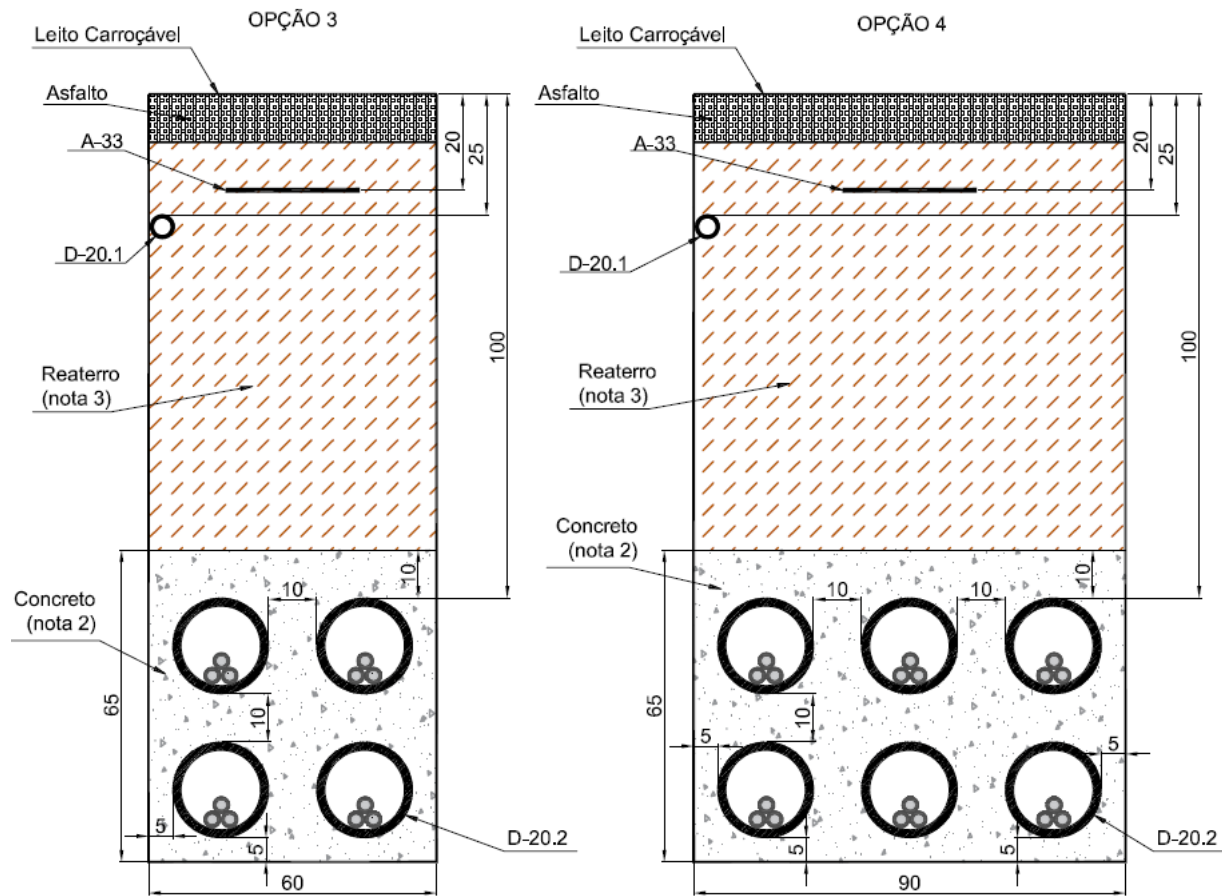 OPÇÃO 3
Leito Carroçável
Asfalto
A-33
D-20.1
Reaterro
(nota 3)
Concreto
(nota 2)
20
25
100
10
10
10
65
5
5
60
D-20.2
OPÇÃO 4
Leito Carroçável
Asfalto
A-33
D-20.1
Reaterro
(nota 3)
Concreto
(nota 2)
20
25
100
10
10
10
10
65
5
5
5
5
90
D-20.2